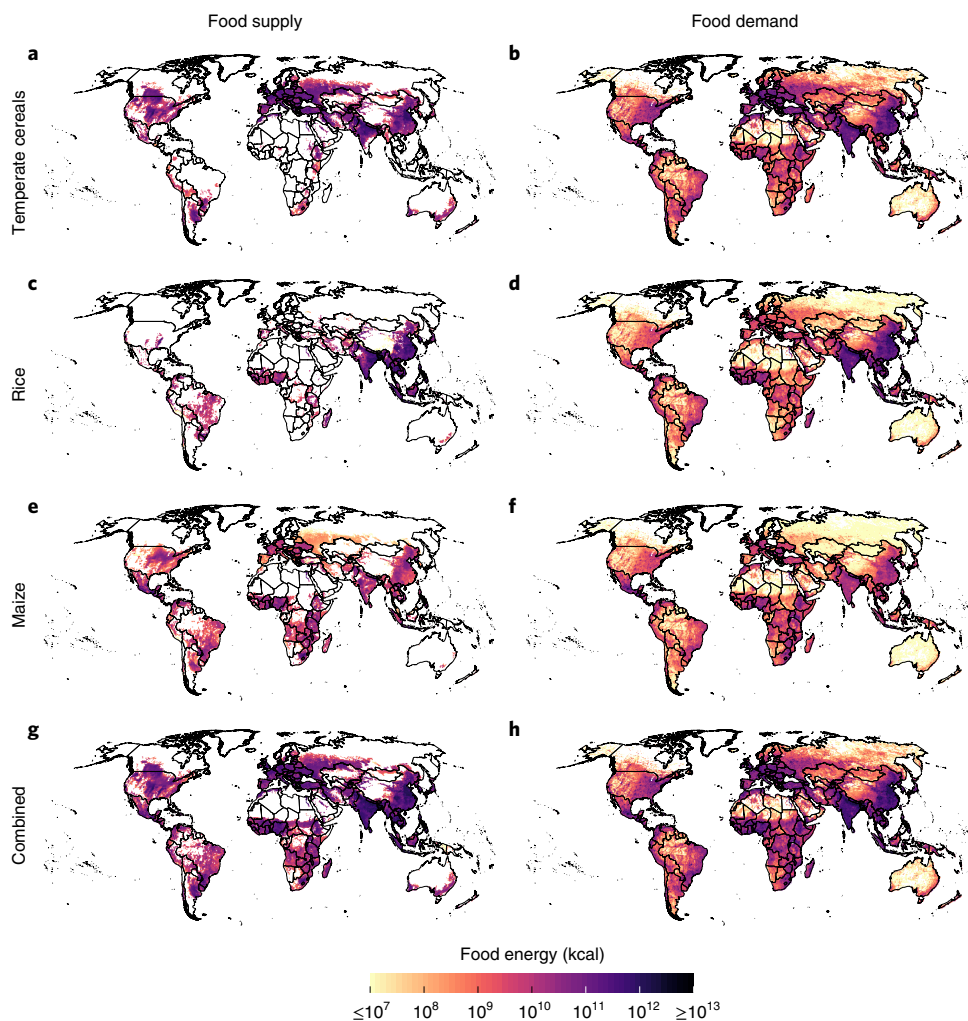 Food supply
Food demand
a
b
Temperate cereals
c
d
Rice
e
f
Maize
g
h
Combined
Food energy (kcal)
≤10⁷ 10⁸ 10⁹ 10¹⁰ 10¹¹ 10¹² ≥10¹³